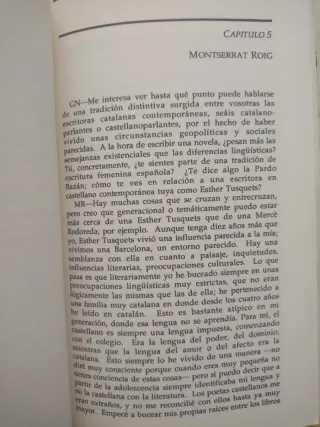 CAPITULO 5
MONTSERRAT ROIG
GN—Me interesa ver hasta qué punto puede hablarse
de una tradición distintiva surgida entre vosotras las
escritoras catalanas contemporáneas, seáis catalano-
parlantes o castellanoparlantes, por el hecho de haber
vivido unas circunstancias geopolíticas y sociales
parecidas. A la hora de escribir una novela, ¿pesan más las
semejanzas existenciales que las diferencias lingüísticas?
Tú, concretamente, ¿te sientes parte de una tradición de
escritura femenina española? ¿Te dice algo la Pardo
Bazán; cómo te ves en relación a una escritora en
castellano contemporánea tuya como Esther Tusquets?
MR—Hay muchas cosas que se cruzan y entrecruzan,
pero creo que generacional o temáticamente puedo estar
más cerca de una Esther Tusquets que de una Mercè
Rodoreda, por ejemplo. Aunque tenga diez años más que
yo, Esther Tusquets vivió una influencia parecida a la mía;
vivimos una Barcelona, un entorno parecido. Hay una
semblanza con ella en cuanto a paisaje, inquietudes,
influencias literarias, preocupaciones culturales. Lo que
pasa es que literariamente yo he buceado siempre en unas
preocupaciones lingüísticas muy estrictas, que no eran
lógicamente las mismas que las de ella; he pertenecido a
una familia muy catalana en donde desde los cuatro años
he leído en catalán. Esto es bastante atípico en mi
generación, donde esa lengua no se aprendía. Para mí, el
castellano es siempre una lengua impuesta, comenzando
con el colegio. Era la lengua del poder, del dominio,
mientras que la lengua del amor o del afecto era la
catalana. Esto siempre lo he vivido de una manera —no
diré muy consciente porque cuando eres muy pequeña no
tienes conciencia de estas cosas— pero sí puedo decir que a
partir de la adolescencia siempre identificaba mi lengua y
no la castellana con la literatura. Los poetas castellanos me
eran extraños, y no me reconcilié con ellos hasta ya muy
mayor. Empecé a bucear mis propias raíces entre los libros